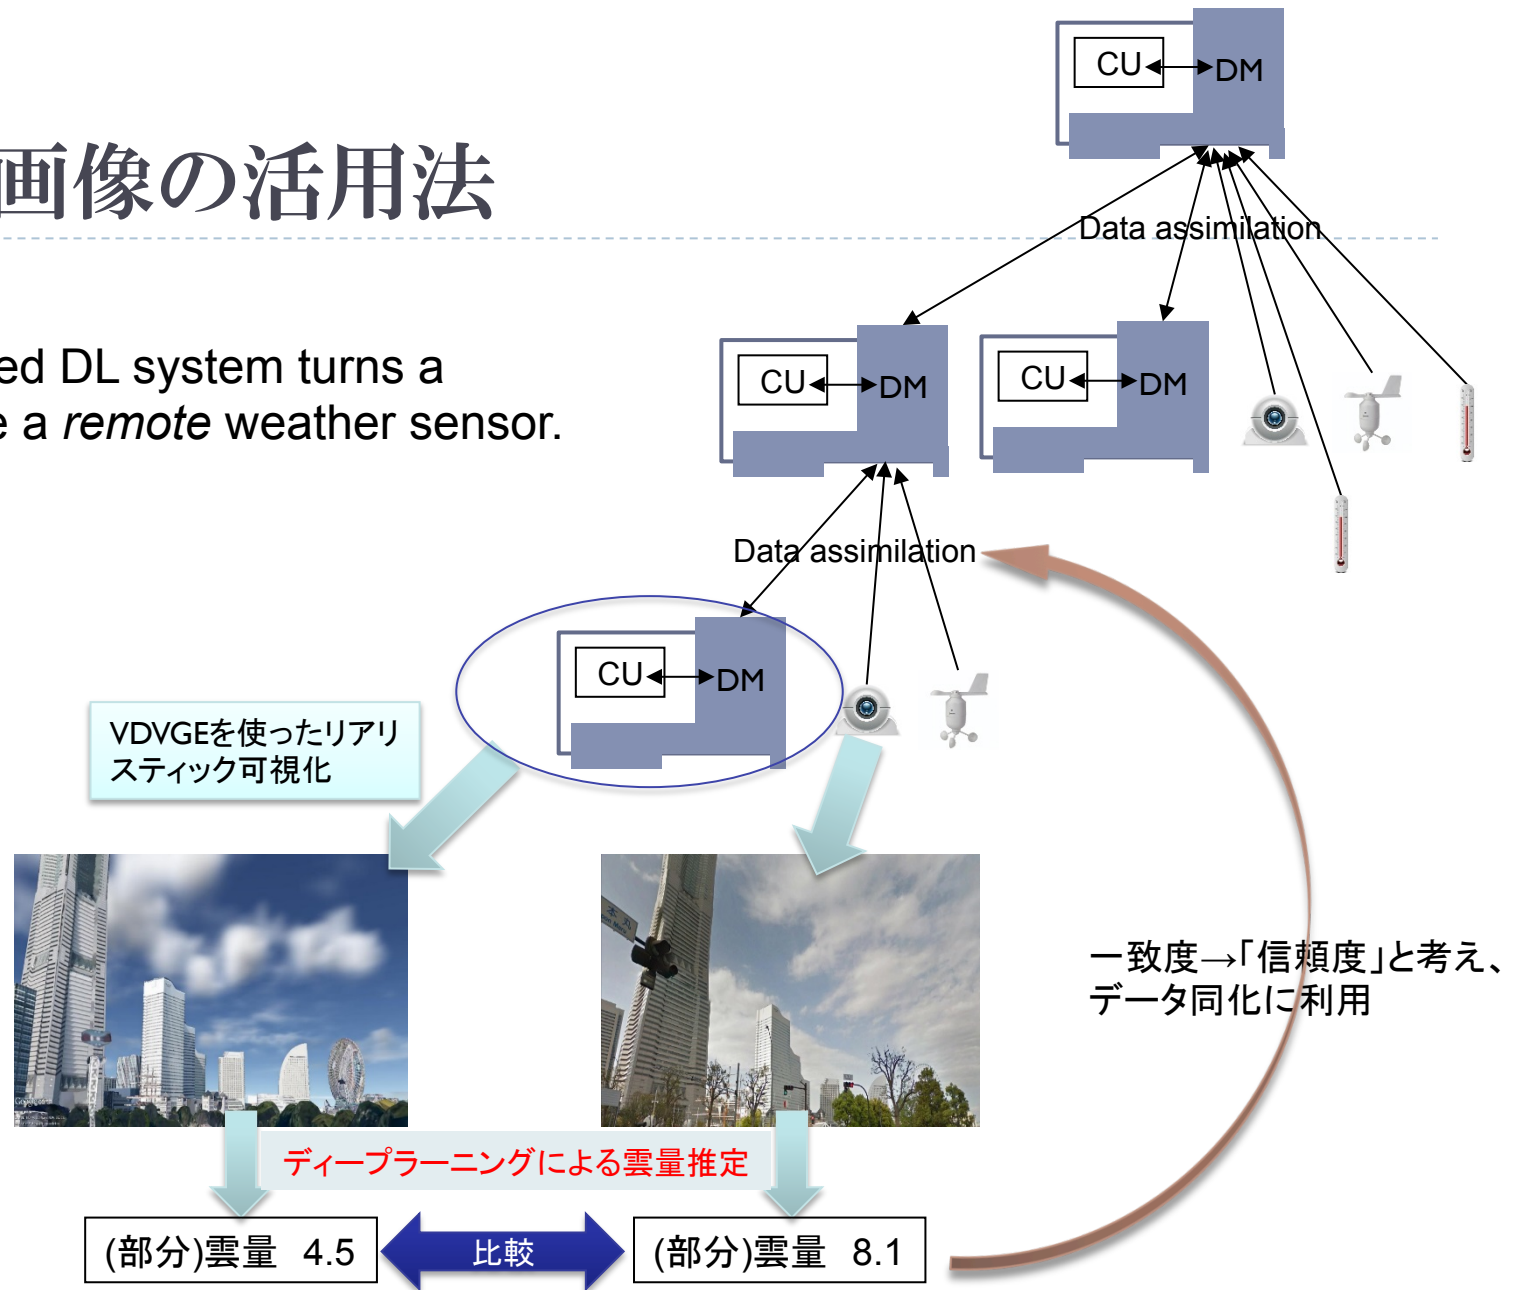 CU
DM
画像の活用法
Data assimilation
ed DL system turns a
e a remote weather sensor.
CU
DM
CU
DM
Data assimilation
CU
DM
VDVGEを使ったリアリ
スティック可視化
本丸
一致度→「信頼度」と考え、
データ同化に利用
ディープラーニングによる雲量推定
(部分)雲量 4.5
比較
(部分)雲量 8.1